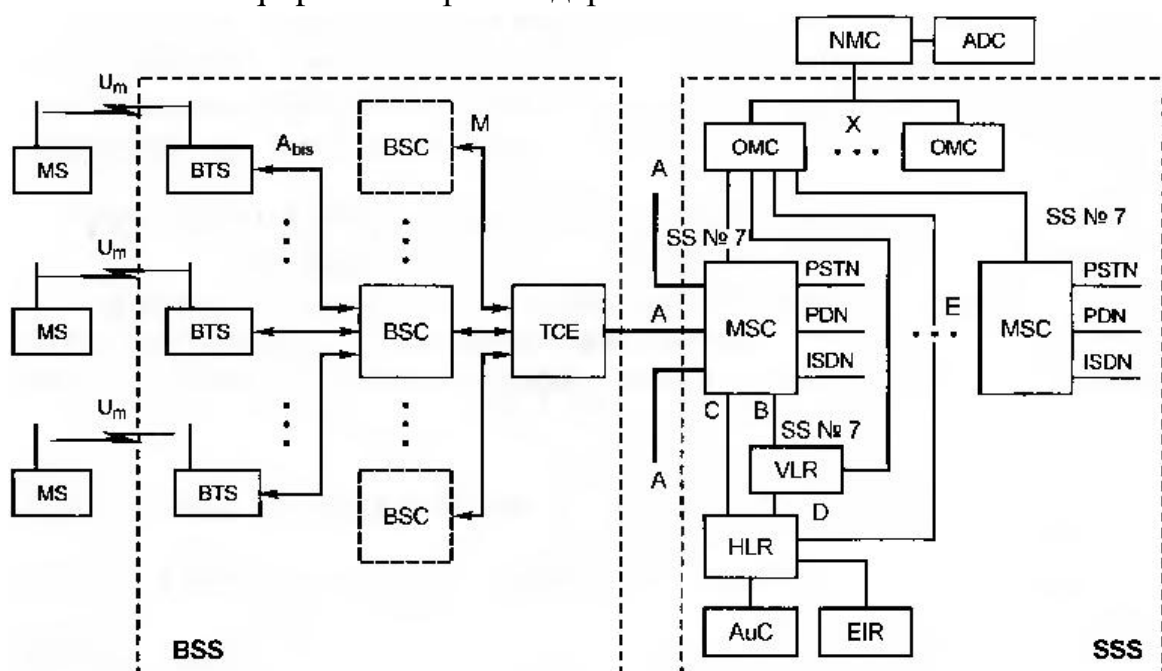 NMC ADC
Um
MS
BTS
Abis
BSC
M
X
OMC
OMC
A
SS № 7
SS № 7
Um
MS
BTS
BSC
TCE
A
MSC
PSTN
PDN
ISDN
E
MSC
PSTN
PDN
ISDN
C
B
SS № 7
Um
MS
BTS
BSC
A
VLR
D
HLR
AuC
EIR
BSS
SSS